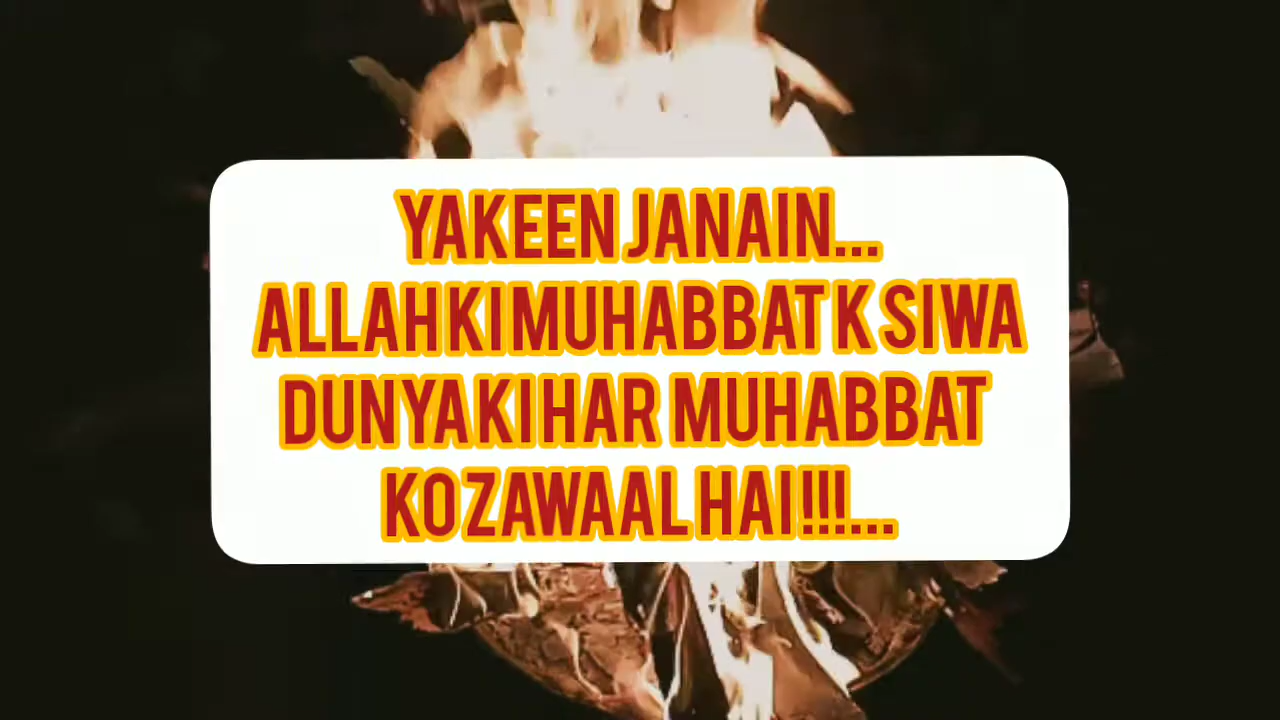 YAKEEN JANAIN...
ALLAH KI MUHABBAT K SIWA
DUNYA KI HAR MUHABBAT
KO ZAWAAL HAI !!!...